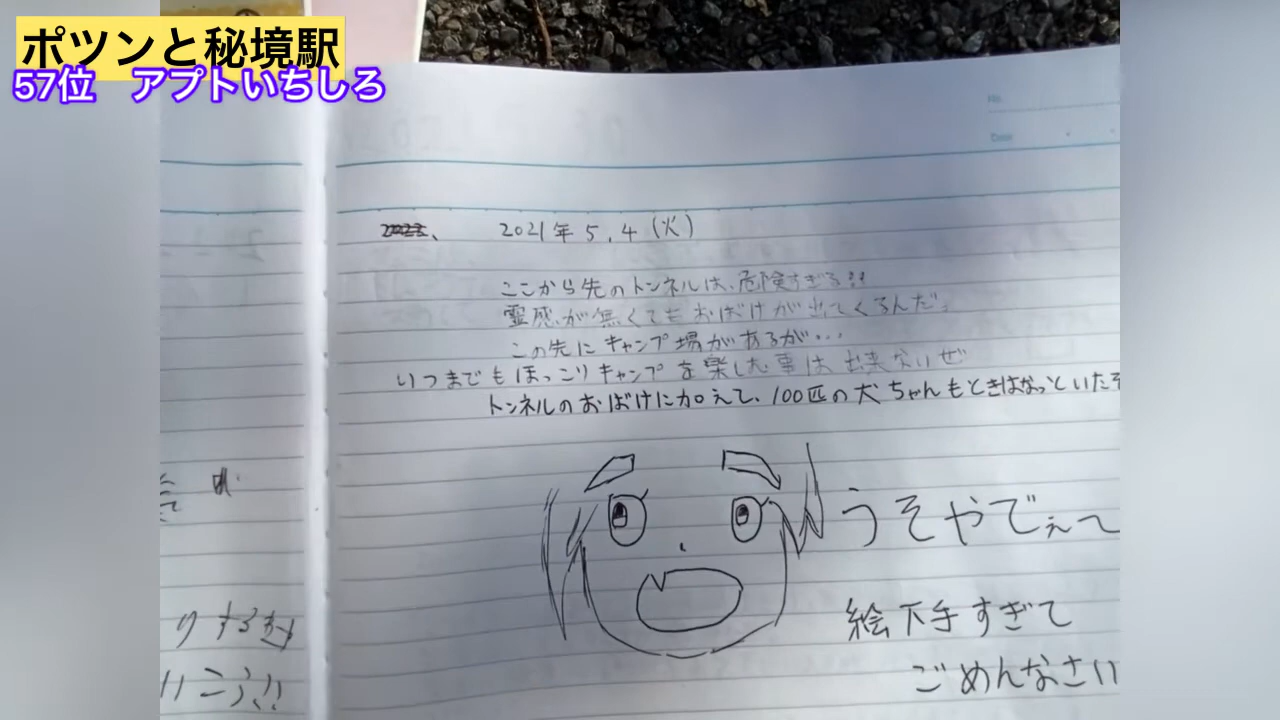 ポツンと秘境駅
57位 アプトいちしろ
No.
Date
2021年 5.4 (火)
ここから先のトンネルは、危険すぎる!!
霊感が無くてもおばけが出てくるんだ。
この先にキャンプ場があるが...
いつまでもほっこりキャンプを楽しむ事は出来ないぜ
トンネルのおばけに加えて、100匹の犬ちゃんもときはなっといたぞ
うそやでぇ〜
絵下手すぎて
ごめんなさい